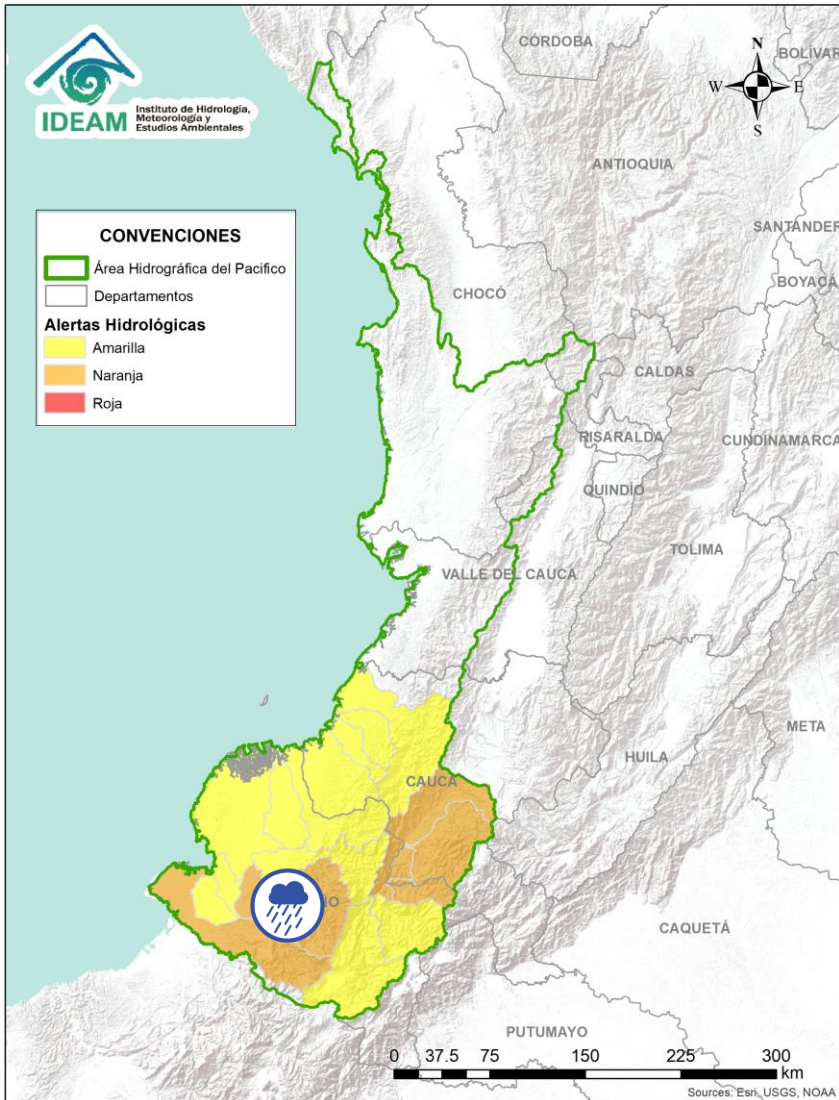 CÓRDOBA
BOLÍVAR
N
W E
S
IDEAM
Instituto de Hidrología,
Meteorología y
Estudios Ambientales
ANTIOQUIA
SANTANDER
BOYACÁ
CONVENCIONES
Área Hidrográfica del Pacifico
Departamentos
Alertas Hidrológicas
Amarilla
Naranja
Roja
CHOCÓ
CALDAS
RISARALDA
CUNDINAMARCA
QUINDÍO
TOLIMA
VALLE DEL CAUCA
META
HUILA
CAUCA
NO
CAQUETÁ
PUTUMAYO
0 37.5 75 150 225 300
km
Sources: Esri, USGS, NOAA